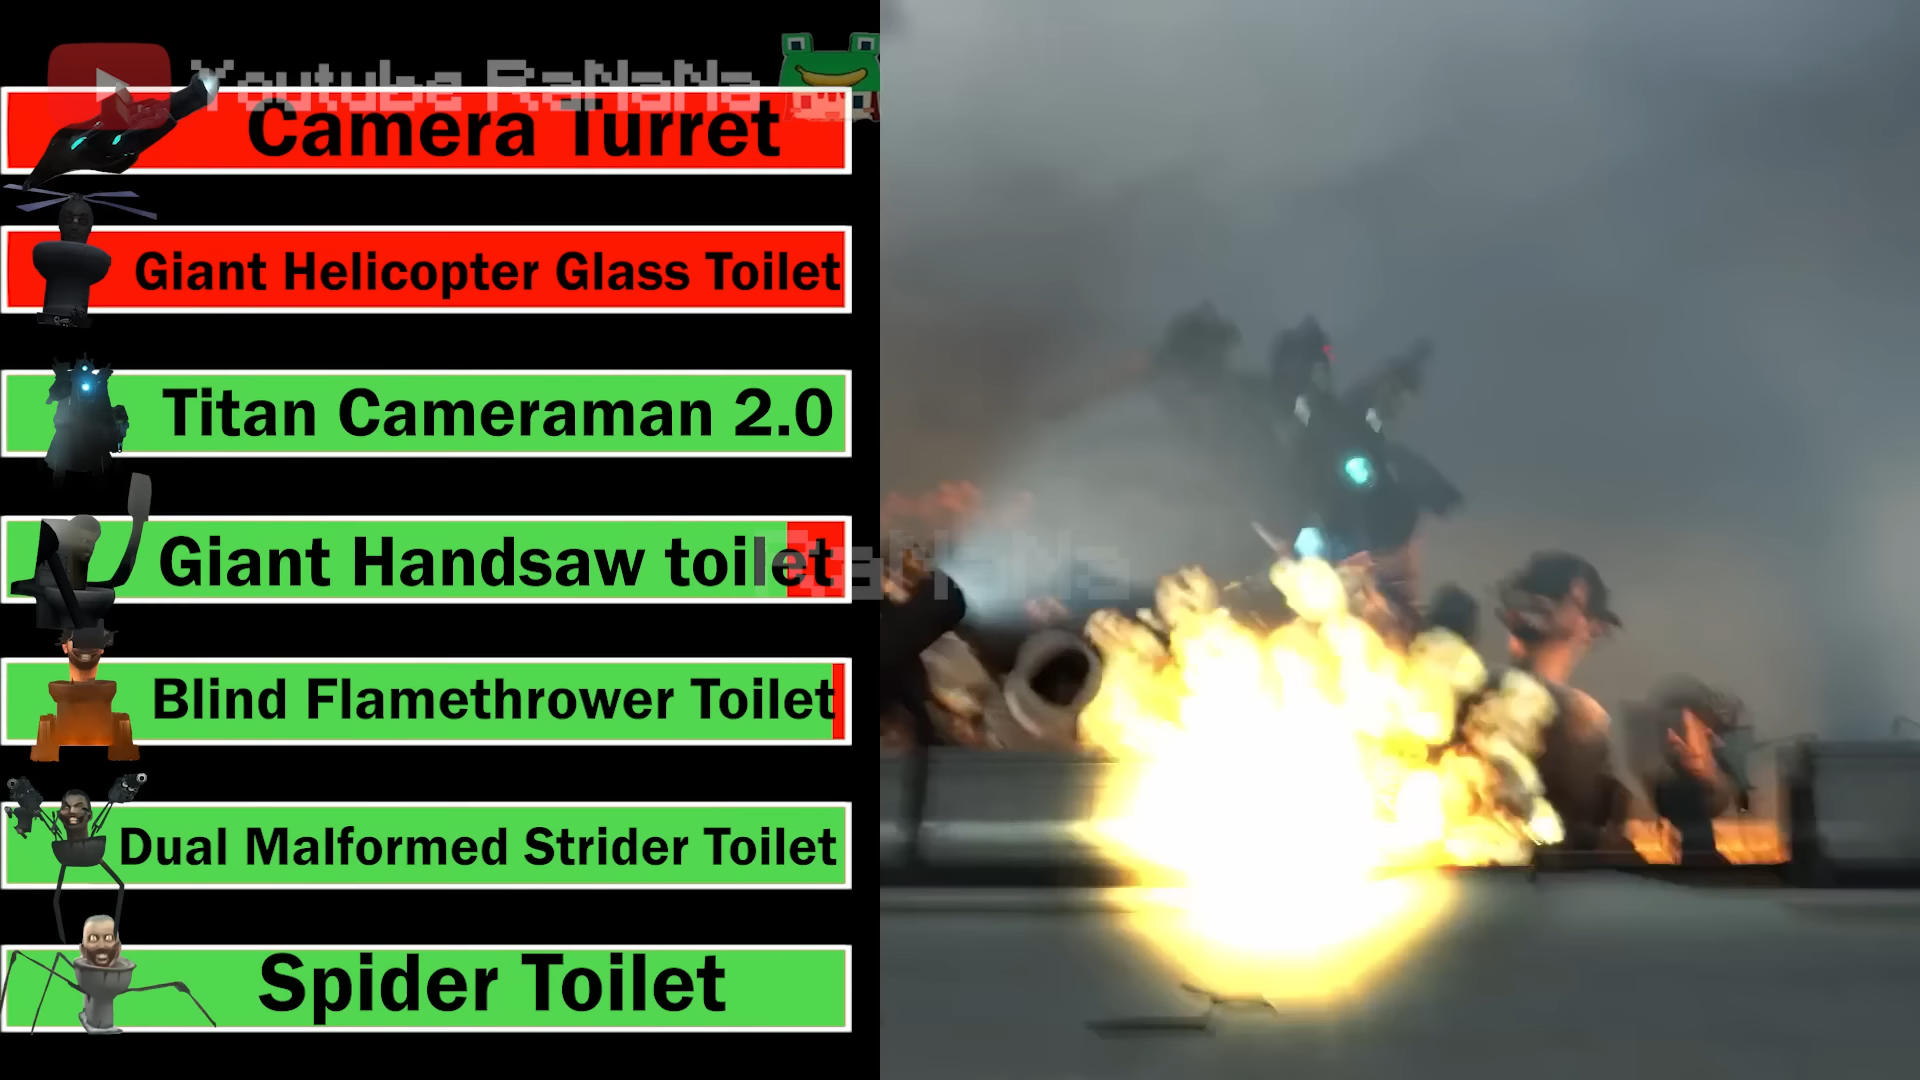 Youtube RaNaNa
Camera Turret
Giant Helicopter Glass Toilet
Titan Cameraman 2.0
Giant Handsaw toilet
RaNaNa
Blind Flamethrower Toilet
Dual Malformed Strider Toilet
Spider Toilet